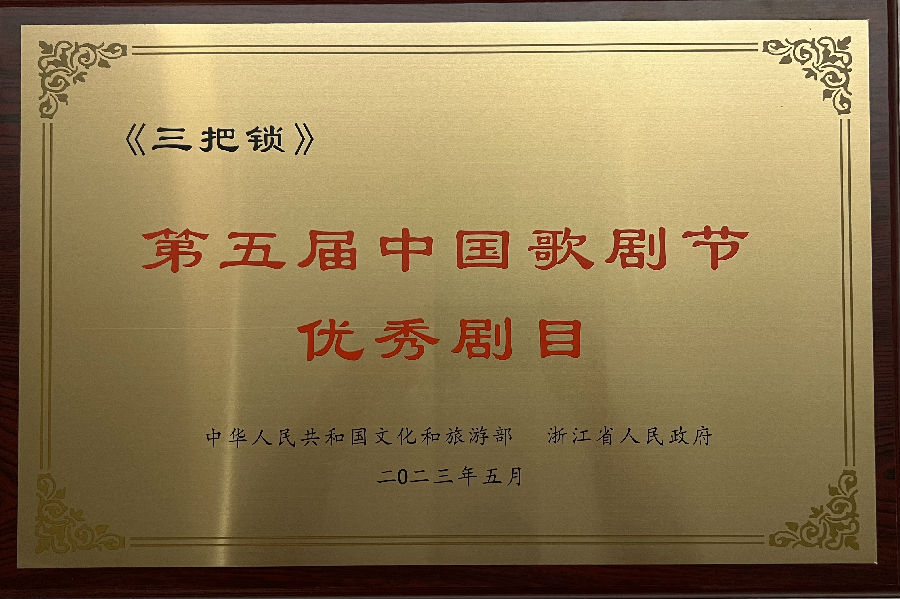 《三把锁》
第五届中国歌剧节
优秀剧目
中华人民共和国文化和旅游部 浙江省人民政府
二0二三年五月